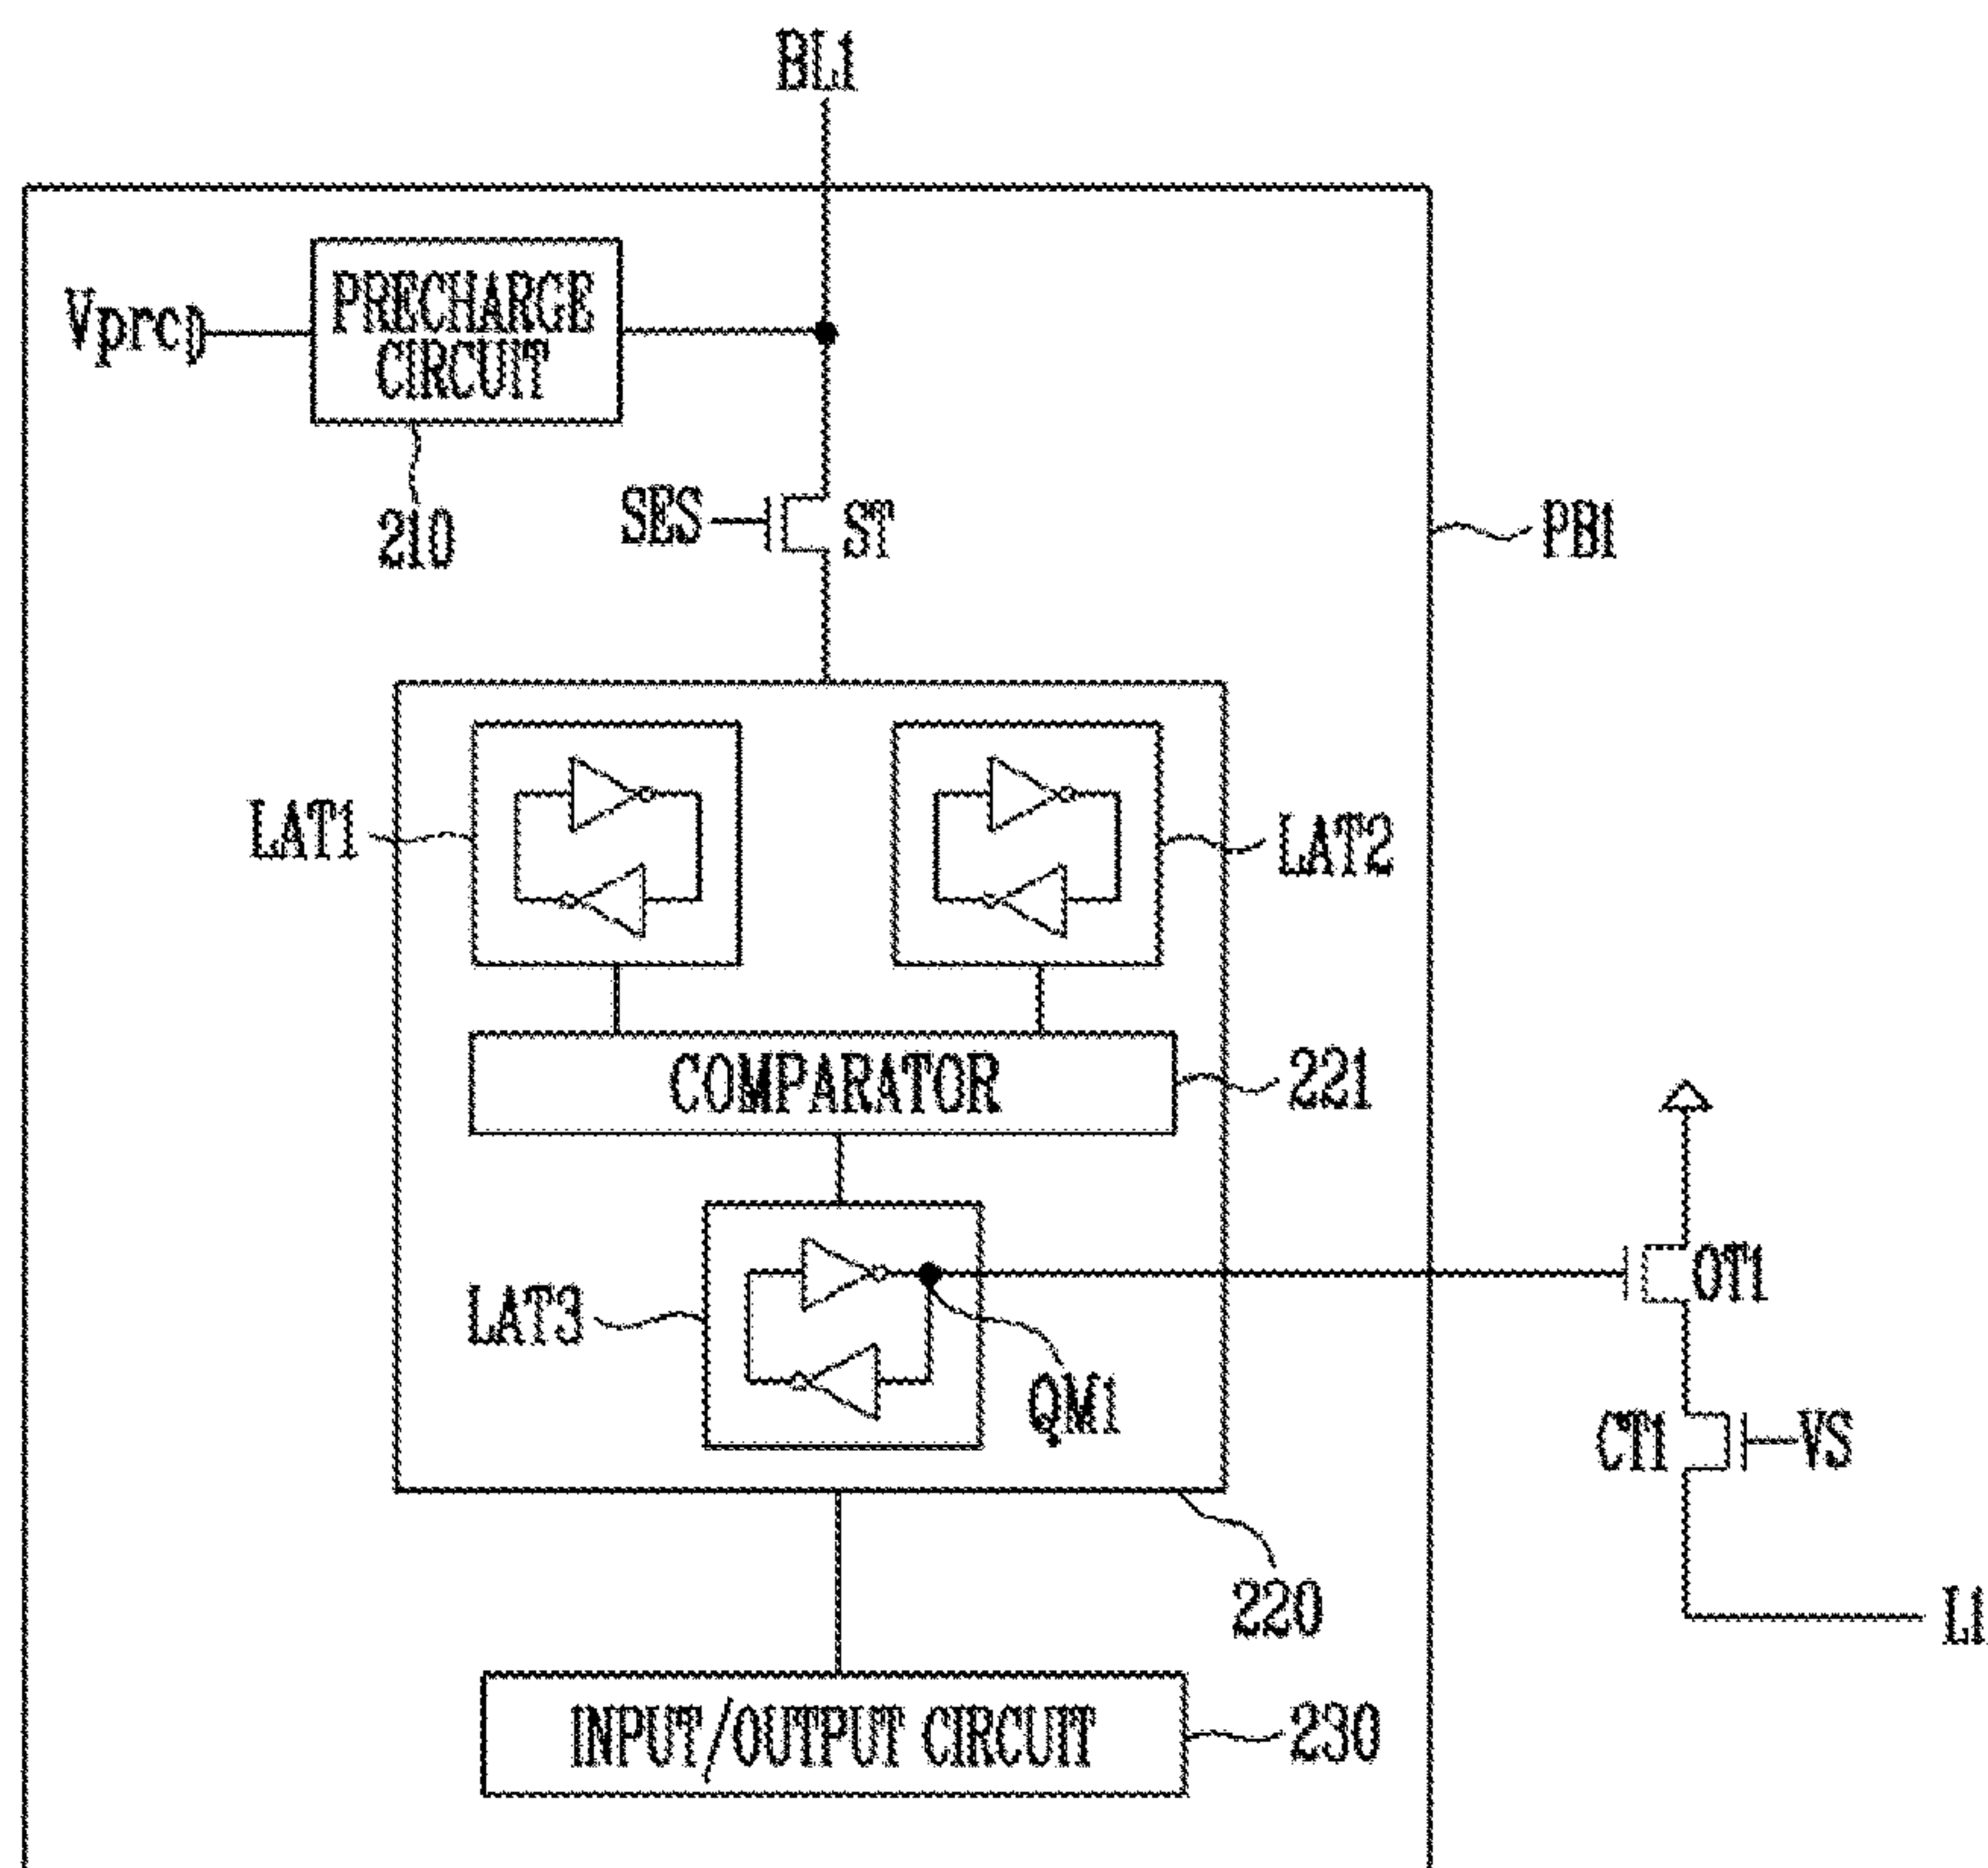 BL1
Vprc
PRECHARGE
CIRCUIT
210
SES
ST
PB1
LAT1
LAT2
COMPARATOR
221
LAT3
OT1
QM1
CT1
VS
220
L1
INPUT/OUTPUT CIRCUIT
230